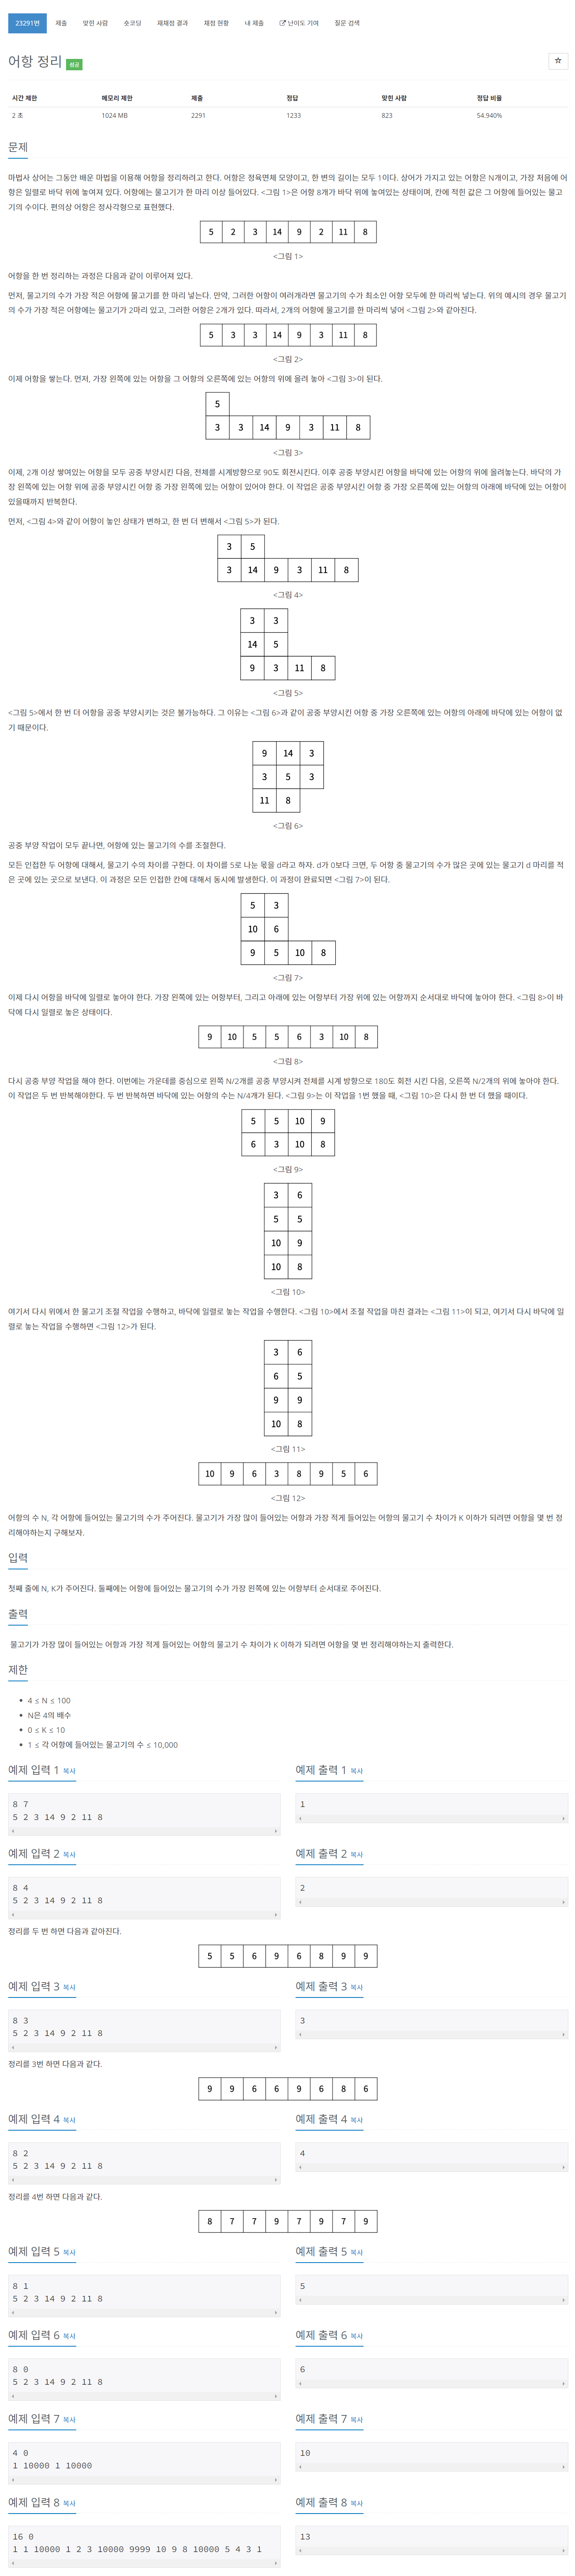 23291번 제출 맞힌 사람 숏코딩 재채점 결과 채점 현황 내 제출 난이도 기여 질문 검색
어항 정리 성공
☆
시간 제한 메모리 제한 제출 정답 맞힌 사람 정답 비율
2 초 1024 MB 2291 1233 823 54.940%
문제
마법사 상어는 그동안 배운 마법을 이용해 어항을 정리하려고 한다. 어항은 정육면체 모양이고, 한 변의 길이는 모두 1이다. 상어가 가지고 있는 어항은 N개이고, 가장 처음에 어
항은 일렬로 바닥 위에 놓여져 있다. 어항에는 물고기가 한 마리 이상 들어있다. <그림 1>은 어항 8개가 바닥 위에 놓여있는 상태이며, 칸에 적힌 값은 그 어항에 들어있는 물고
기의 수이다. 편의상 어항은 정사각형으로 표현했다.
5 2 3 14 9 2 11 8
<그림 1>
어항을 한 번 정리하는 과정은 다음과 같이 이루어져 있다.
먼저, 물고기의 수가 가장 적은 어항에 물고기를 한 마리 넣는다. 만약, 그러한 어항이 여러개라면 물고기의 수가 최소인 어항 모두에 한 마리씩 넣는다. 위의 예시의 경우 물고기
의 수가 가장 적은 어항에는 물고기가 2마리 있고, 그러한 어항은 2개가 있다. 따라서, 2개의 어항에 물고기를 한 마리씩 넣어 <그림 2>와 같아진다.
5 3 3 14 9 3 11 8
<그림 2>
이제 어항을 쌓는다. 먼저, 가장 왼쪽에 있는 어항을 그 어항의 오른쪽에 있는 어항의 위에 올려 놓아 <그림 3>이 된다.
5
3 3 14 9 3 11 8
<그림 3>
이제, 2개 이상 쌓여있는 어항을 모두 공중 부양시킨 다음, 전체를 시계방향으로 90도 회전시킨다. 이후 공중 부양시킨 어항을 바닥에 있는 어항의 위에 올려놓는다. 바닥의 가
장 왼쪽에 있는 어항 위에 공중 부양시킨 어항 중 가장 왼쪽에 있는 어항이 있어야 한다. 이 작업은 공중 부양시킨 어항 중 가장 오른쪽에 있는 어항의 아래에 바닥에 있는 어항이
있을때까지 반복한다.
먼저, <그림 4>와 같이 어항이 놓인 상태가 변하고, 한 번 더 변해서 <그림 5>가 된다.
3 5
3 14 9 3 11 8
<그림 4>
3 3
14 5
9 3 11 8
<그림 5>
<그림 5>에서 한 번 더 어항을 공중 부양시키는 것은 불가능하다. 그 이유는 <그림 6>과 같이 공중 부양시킨 어항 중 가장 오른쪽에 있는 어항의 아래에 바닥에 있는 어항이 없
기 때문이다.
9 14 3
3 5 3
11 8
<그림 6>
공중 부양 작업이 모두 끝나면, 어항에 있는 물고기의 수를 조절한다.
모든 인접한 두 어항에 대해서, 물고기 수의 차이를 구한다. 이 차이를 5로 나눈 몫을 d라고 하자. d가 0보다 크면, 두 어항 중 물고기의 수가 많은 곳에 있는 물고기 d 마리를 적
은 곳에 있는 곳으로 보낸다. 이 과정은 모든 인접한 칸에 대해서 동시에 발생한다. 이 과정이 완료되면 <그림 7>이 된다.
5 3
10 6
9 5 10 8
<그림 7>
이제 다시 어항을 바닥에 일렬로 놓아야 한다. 가장 왼쪽에 있는 어항부터, 그리고 아래에 있는 어항부터 가장 위에 있는 어항까지 순서대로 바닥에 놓아야 한다. <그림 8>이 바
닥에 다시 일렬로 놓은 상태이다.
9 10 5 5 6 3 10 8
<그림 8>
다시 공중 부양 작업을 해야 한다. 이번에는 가운데를 중심으로 왼쪽 N/2개를 공중 부양시켜 전체를 시계 방향으로 180도 회전 시킨 다음, 오른쪽 N/2개의 위에 놓아야 한다.
이 작업은 두 번 반복해야한다. 두 번 반복하면 바닥에 있는 어항의 수는 N/4개가 된다. <그림 9>는 이 작업을 1번 했을 때, <그림 10>은 다시 한 번 더 했을 때이다.
5 5 10 9
6 3 10 8
<그림 9>
3 6
5 5
10 9
10 8
<그림 10>
여기서 다시 위에서 한 물고기 조절 작업을 수행하고, 바닥에 일렬로 놓는 작업을 수행한다. <그림 10>에서 조절 작업을 마친 결과는 <그림 11>이 되고, 여기서 다시 바닥에 일
렬로 놓는 작업을 수행하면 <그림 12>가 된다.
3 6
6 5
9 9
10 8
<그림 11>
10 9 6 3 8 9 5 6
<그림 12>
어항의 수 N, 각 어항에 들어있는 물고기의 수가 주어진다. 물고기가 가장 많이 들어있는 어항과 가장 적게 들어있는 어항의 물고기 수 차이가 K 이하가 되려면 어항을 몇 번 정
리해야하는지 구해보자.
입력
첫째 줄에 N, K가 주어진다. 둘째에는 어항에 들어있는 물고기의 수가 가장 왼쪽에 있는 어항부터 순서대로 주어진다.
출력
물고기가 가장 많이 들어있는 어항과 가장 적게 들어있는 어항의 물고기 수 차이가 K 이하가 되려면 어항을 몇 번 정리해야하는지 출력한다.
제한
• 4 ≤ N ≤ 100
• N은 4의 배수
• 0 ≤ K ≤ 10
• 1 ≤ 각 어항에 들어있는 물고기의 수 ≤ 10,000
예제 입력 1 복사
8 7
5 2 3 14 9 2 11 8
예제 출력 1 복사
1
예제 입력 2 복사
8 4
5 2 3 14 9 2 11 8
예제 출력 2 복사
2
정리를 두 번 하면 다음과 같아진다.
5 5 6 9 6 8 9 9
예제 입력 3 복사
8 3
5 2 3 14 9 2 11 8
예제 출력 3 복사
3
정리를 3번 하면 다음과 같다.
9 9 6 6 9 6 8 6
예제 입력 4 복사
8 2
5 2 3 14 9 2 11 8
예제 출력 4 복사
4
정리를 4번 하면 다음과 같다.
8 7 7 9 7 9 7 9
예제 입력 5 복사
8 1
5 2 3 14 9 2 11 8
예제 출력 5 복사
5
예제 입력 6 복사
8 0
5 2 3 14 9 2 11 8
예제 출력 6 복사
6
예제 입력 7 복사
4 0
1 10000 1 10000
예제 출력 7 복사
10
예제 입력 8 복사
16 0
1 1 10000 1 2 3 10000 9999 10 9 8 10000 5 4 3 1
예제 출력 8 복사
13